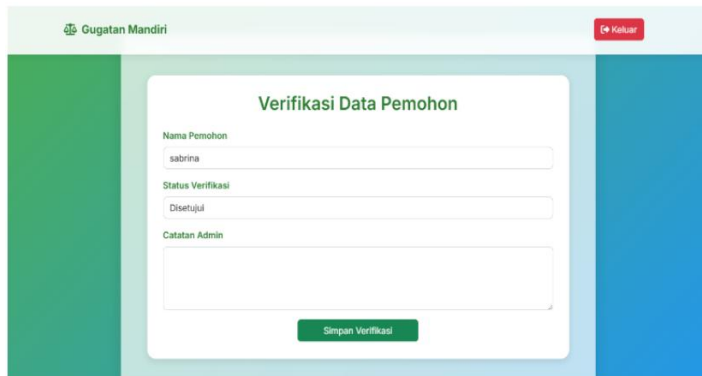 Gugatan Mandiri
Keluar
Verifikasi Data Pemohon
Nama Pemohon
sabrina
Status Verifikasi
Disetujui
Catatan Admin
Simpan Verifikasi